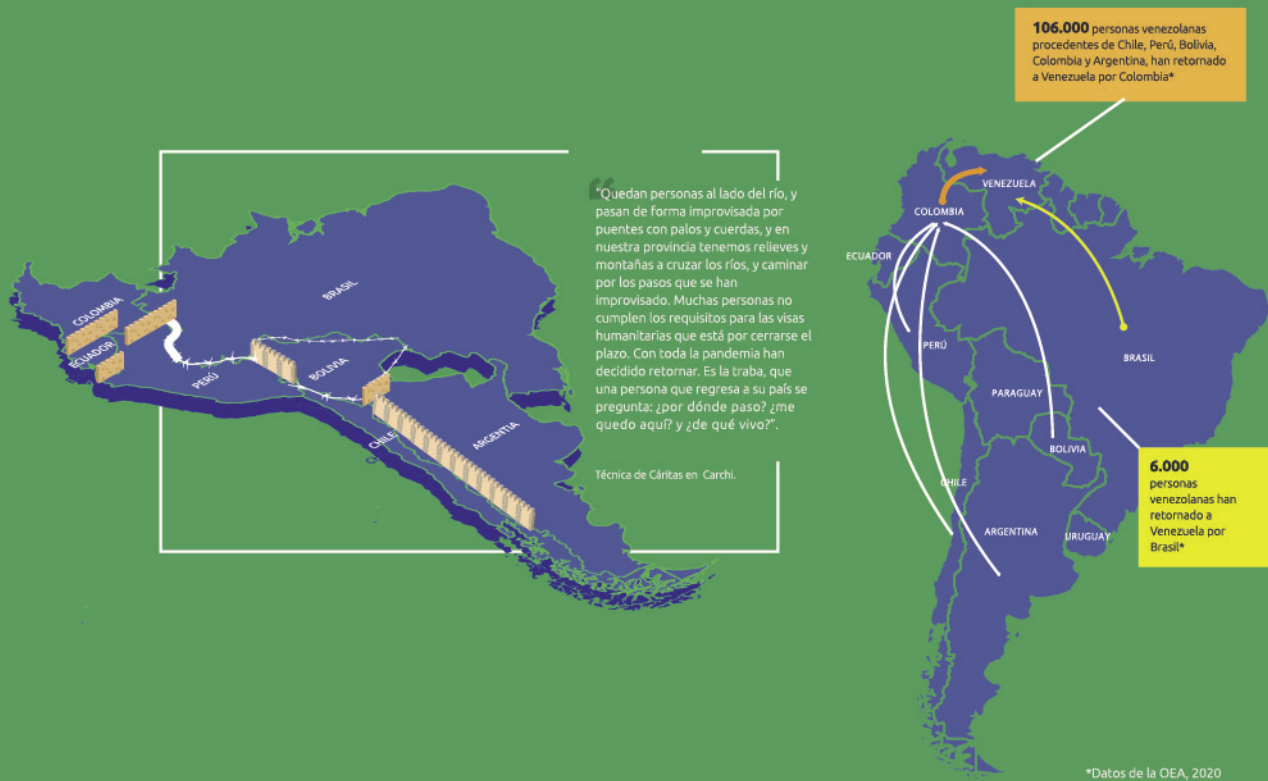 106.000 personas venezolanas
procedentes de Chile, Perú, Bolivia,
Colombia y Argentina, han retornado
a Venezuela por Colombia*
"Quedan personas al lado del río, y
pasan de forma improvisada por
puentes con palos y cuerdas, y en
nuestra provincia tenemos relieves y
montañas a cruzar los ríos, y caminar
por los pasos que se han
improvisado. Muchas personas no
cumplen los requisitos para las visas
humanitarias que está por cerrarse el
plazo. Con toda la pandemia han
decidido retornar. Es la traba, que
una persona que regresa a su país se
pregunta: ¿por dónde paso? ¿me
quedo aquí? y ¿de qué vivo?".
Técnica de Cáritas en Carchi.
COLOMBIA
ECUADOR
PERÚ
BRASIL
BOLIVIA
CHILE
ARGENTIA
VENEZUELA
COLOMBIA
ECUADOR
PERÚ
BRASIL
PARAGUAY
BOLIVIA
CHILE
ARGENTINA
URUGUAY
6.000
personas
venezolanas han
retornado a
Venezuela por
Brasil*
*Datos de la OEA, 2020